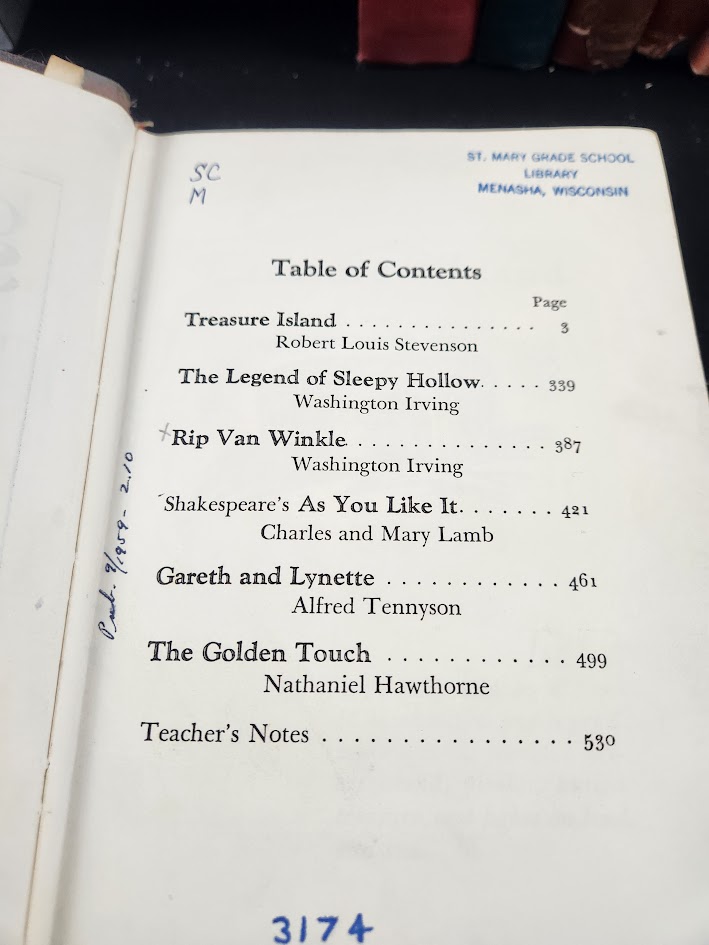 SC
M
ST. MARY GRADE SCHOOL
LIBRARY
MENASHA, WISCONSIN
Table of Contents
Page
Treasure Island . . . . . . . . . . . . . . . 3
Robert Louis Stevenson
The Legend of Sleepy Hollow. . . . . . 339
Washington Irving
Rip Van Winkle . . . . . . . . . . . . . . . 387
Washington Irving
Shakespeare's As You Like It. . . . . . . . 421
Charles and Mary Lamb
Gareth and Lynette . . . . . . . . . . . . 461
Alfred Tennyson
The Golden Touch . . . . . . . . . . . . 499
Nathaniel Hawthorne
Teacher's Notes . . . . . . . . . . . . . . . . 530
9/1959- 2.10
3174